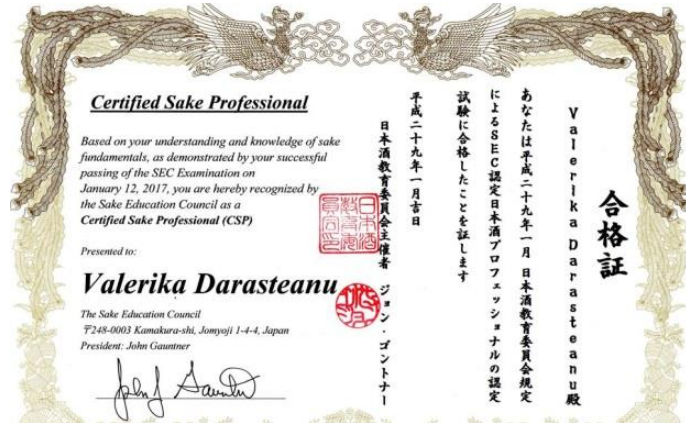 Certified Sake Professional
Based on your understanding and knowledge of sake
fundamentals, as demonstrated by your successful
passing of the SEC Examination on
January 12, 2017, you are hereby recognized by
the Sake Education Council as a
Certified Sake Professional (CSP)
Presented to:
Valerika Darasteanu
The Sake Education Council
〒248-0003 Kamakura-shi, Jomyoji 1-4-4, Japan
President: John Gauntner
合格証
Valerika Darasteanu殿
あなたは平成二十九年一月 日本酒教育委員会規定
によるSEC認定日本酒プロフェッショナルの認定
試験に合格したことを証します
平成二十九年一月吉日
日本酒教育委員会主催者 ジョン・ゴントナー